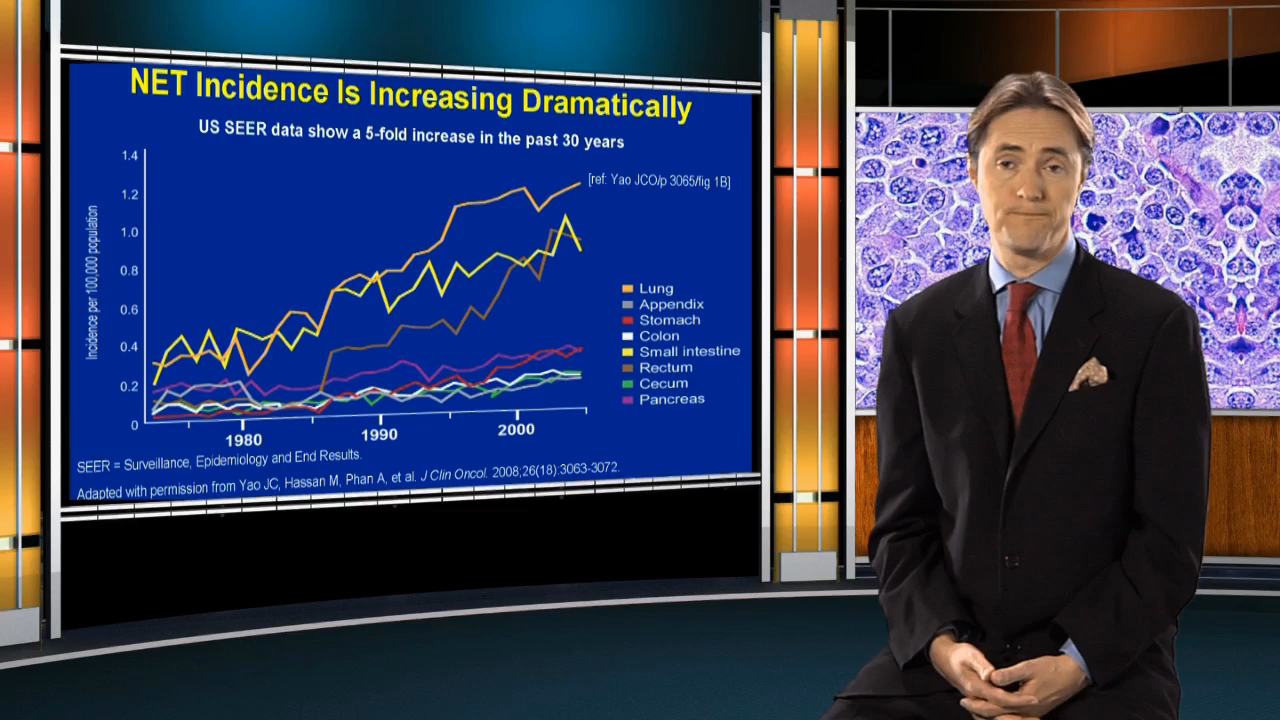 NET Incidence Is Increasing Dramatically
US SEER data show a 5-fold increase in the past 30 years
[ref: Yao JCO/p 3065/fig 1B]
Incidence per 100,000 population
1.4
1.2
1.0
0.8
0.6
0.4
0.2
0
1980
1990
2000
Lung
Appendix
Stomach
Colon
Small intestine
Rectum
Cecum
Pancreas
SEER = Surveillance, Epidemiology and End Results.
Adapted with permission from Yao JC, Hassan M, Phan A, et al. J Clin Oncol. 2008;26(18):3063-3072.